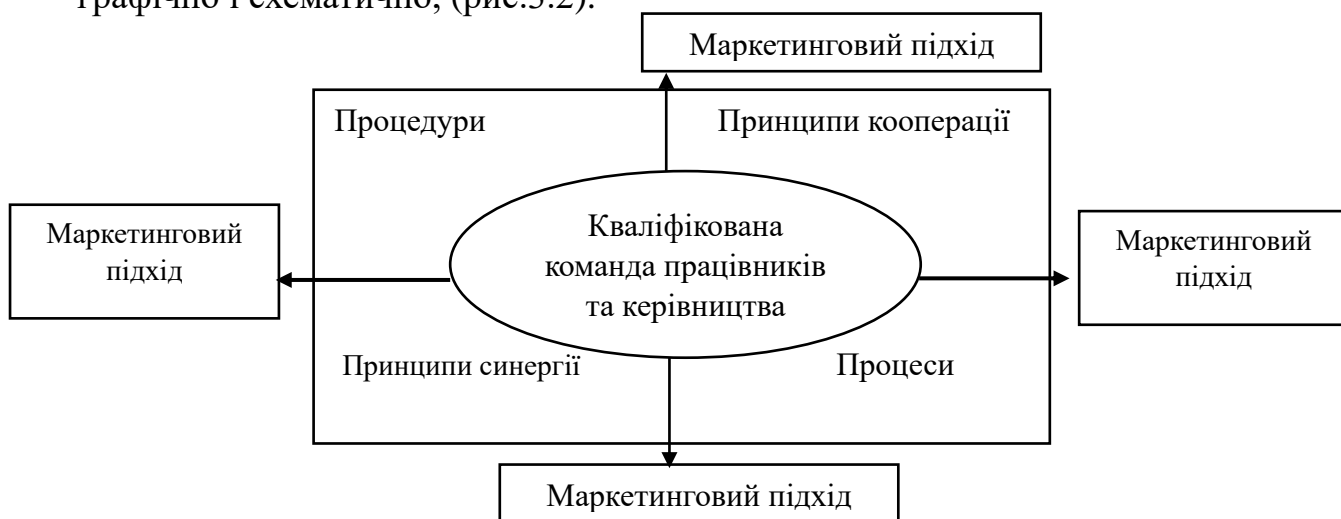 графічно і схематично, (рис.3.2).
Маркетинговий підхід
Процедури
Принципи кооперації
Маркетинговий
підхід
Кваліфікована
команда працівників
та керівництва
Маркетинговий
підхід
Принципи синергії
Процеси
Маркетинговий підхід